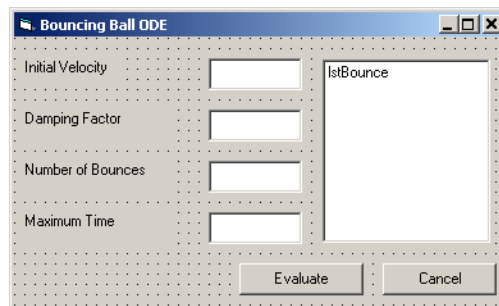 Bouncing Ball ODE
Initial Velocity
lstBounce
Damping Factor
Number of Bounces
Maximum Time
Evaluate
Cancel